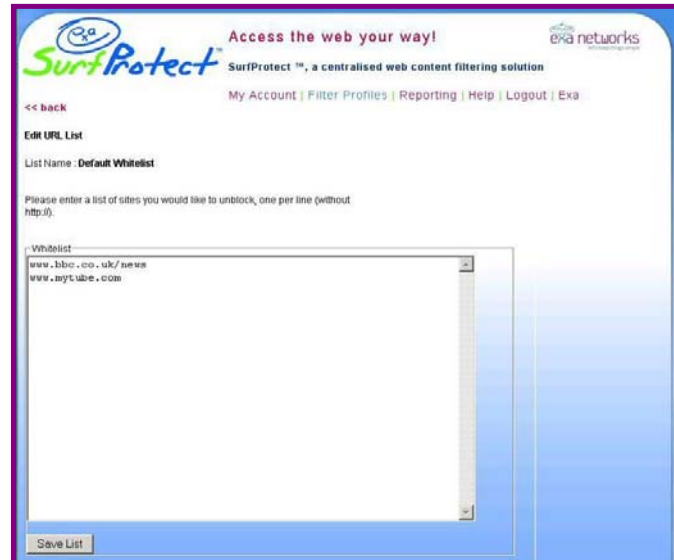 exa
SurfProtect™
Access the web your way!
exa networks
SurfProtect ™, a centralised web content filtering solution
My Account | Filter Profiles | Reporting | Help | Logout | Exa
<< back
Edit URL List
List Name : Default Whitelist
Please enter a list of sites you would like to unblock, one per line (without
http://).
Whitelist
www.bbc.co.uk/news
www.mytube.com
Save List